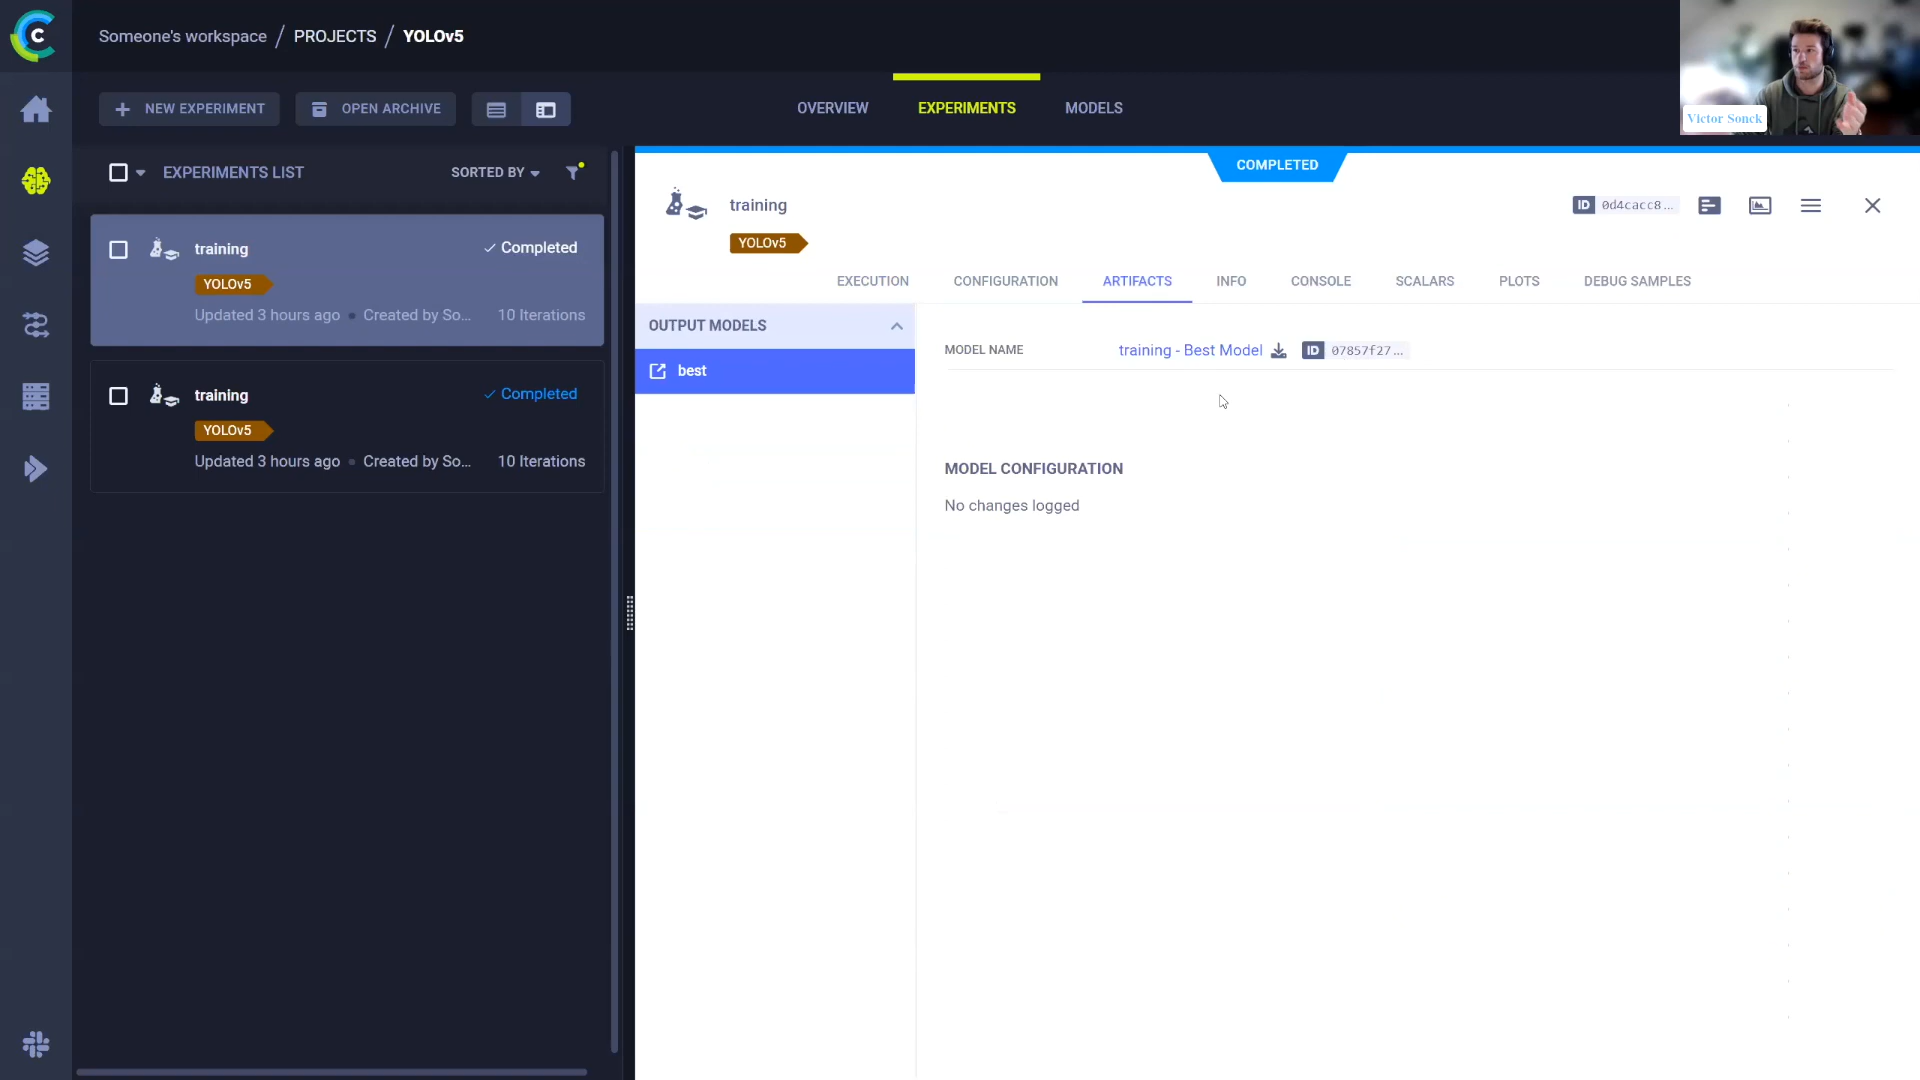 Someone's workspace / PROJECTS / YOLOv5
Victor Sonck
NEW EXPERIMENT OPEN ARCHIVE
OVERVIEW EXPERIMENTS MODELS
EXPERIMENTS LIST SORTED BY
training Completed
YOLOv5
Updated 3 hours ago Created by So... 10 Iterations
training Completed
YOLOv5
Updated 3 hours ago Created by So... 10 Iterations
COMPLETED
training ID 0d4cacc8...
YOLOv5
EXECUTION CONFIGURATION ARTIFACTS INFO CONSOLE SCALARS PLOTS DEBUG SAMPLES
OUTPUT MODELS
best
MODEL NAME training - Best Model ID 07857f27...
MODEL CONFIGURATION
No changes logged